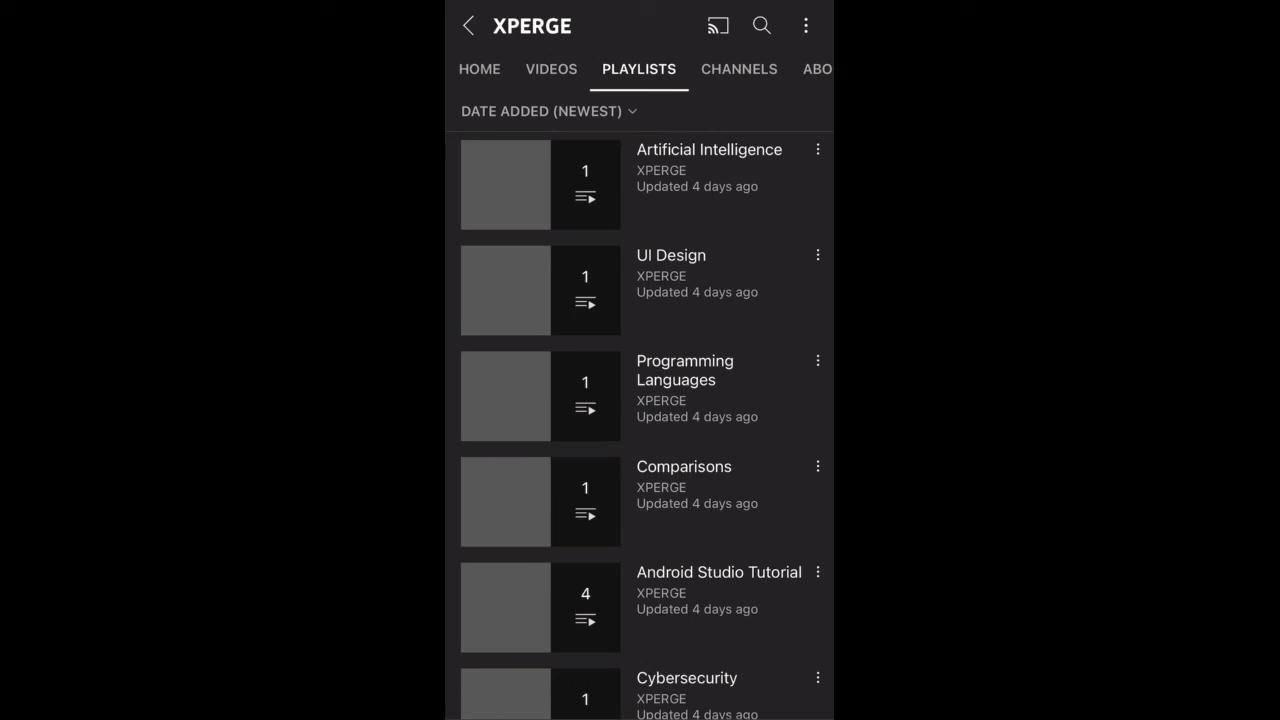 XPERGE
HOME VIDEOS PLAYLISTS CHANNELS ABO
DATE ADDED (NEWEST)
1
Artificial Intelligence
XPERGE
Updated 4 days ago
1
UI Design
XPERGE
Updated 4 days ago
1
Programming
Languages
XPERGE
Updated 4 days ago
1
Comparisons
XPERGE
Updated 4 days ago
4
Android Studio Tutorial
XPERGE
Updated 4 days ago
1
Cybersecurity
XPERGE
Updated 4 days ago